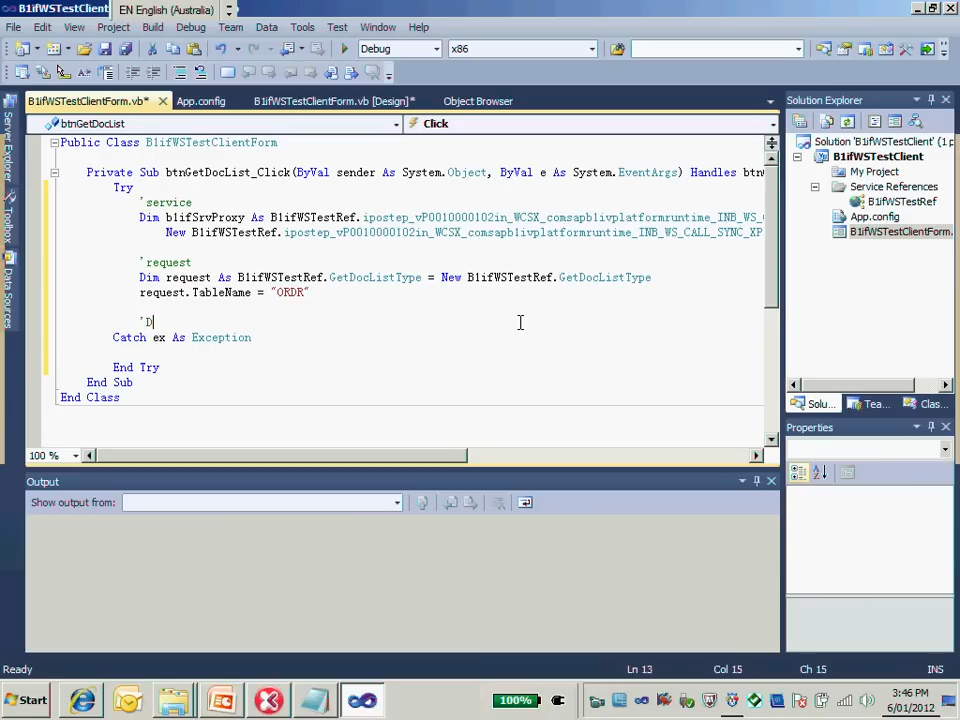 B1ifWSTestClient
EN English (Australia)
File Edit View Project Build Debug Team Data Tools Test Window Help
Debug x86
B1ifWSTestClientForm.vb* App.config B1ifWSTestClientForm.vb [Design]* Object Browser
Solution Explorer
btnGetDocList Click
Server Explorer
Toolbox
Data Sources
Public Class B1ifWSTestClientForm
Private Sub btnGetDocList_Click(ByVal sender As System.Object, ByVal e As System.EventArgs) Handles btn
Try
'service
Dim b1ifSrvProxy As B1ifWSTestRef.ipostep_vP0010000102in_WCSX_comsapb1ivplatformruntime_INB_WS_
New B1ifWSTestRef.ipostep_vP0010000102in_WCSX_comsapb1ivplatformruntime_INB_WS_CALL_SYNC_XP
'request
Dim request As B1ifWSTestRef.GetDocListType = New B1ifWSTestRef.GetDocListType
request.TableName = "ORDR"
'D
Catch ex As Exception
End Try
End Sub
End Class
100 %
Solution 'B1ifWSTestClient' (1 p
B1ifWSTestClient
My Project
Service References
B1ifWSTestRef
App.config
B1ifWSTestClientForm.
Solu... Tea... Clas...
Properties
Output
Show output from:
Ready Ln 13 Col 15 Ch 15 INS
Start 100% 3:46 PM
6/01/2012